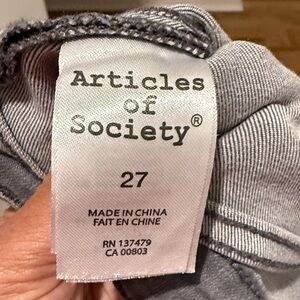 Articles
of
Society®
27
MADE IN CHINA
FAIT EN CHINE
RN 137479
CA 00803